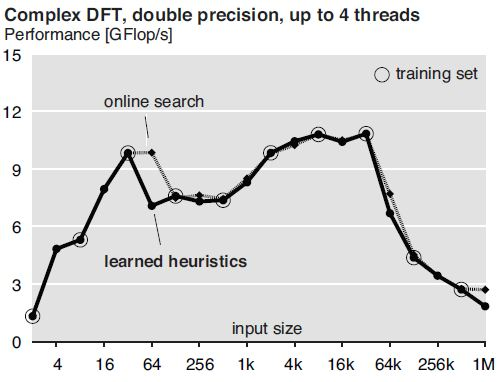 Complex DFT, double precision, up to 4 threads
Performance [GFlop/s]
15
training set
12
online search
9
6
learned heuristics
3
input size
0
4 16 64 256 1k 4k 16k 64k 256k 1M